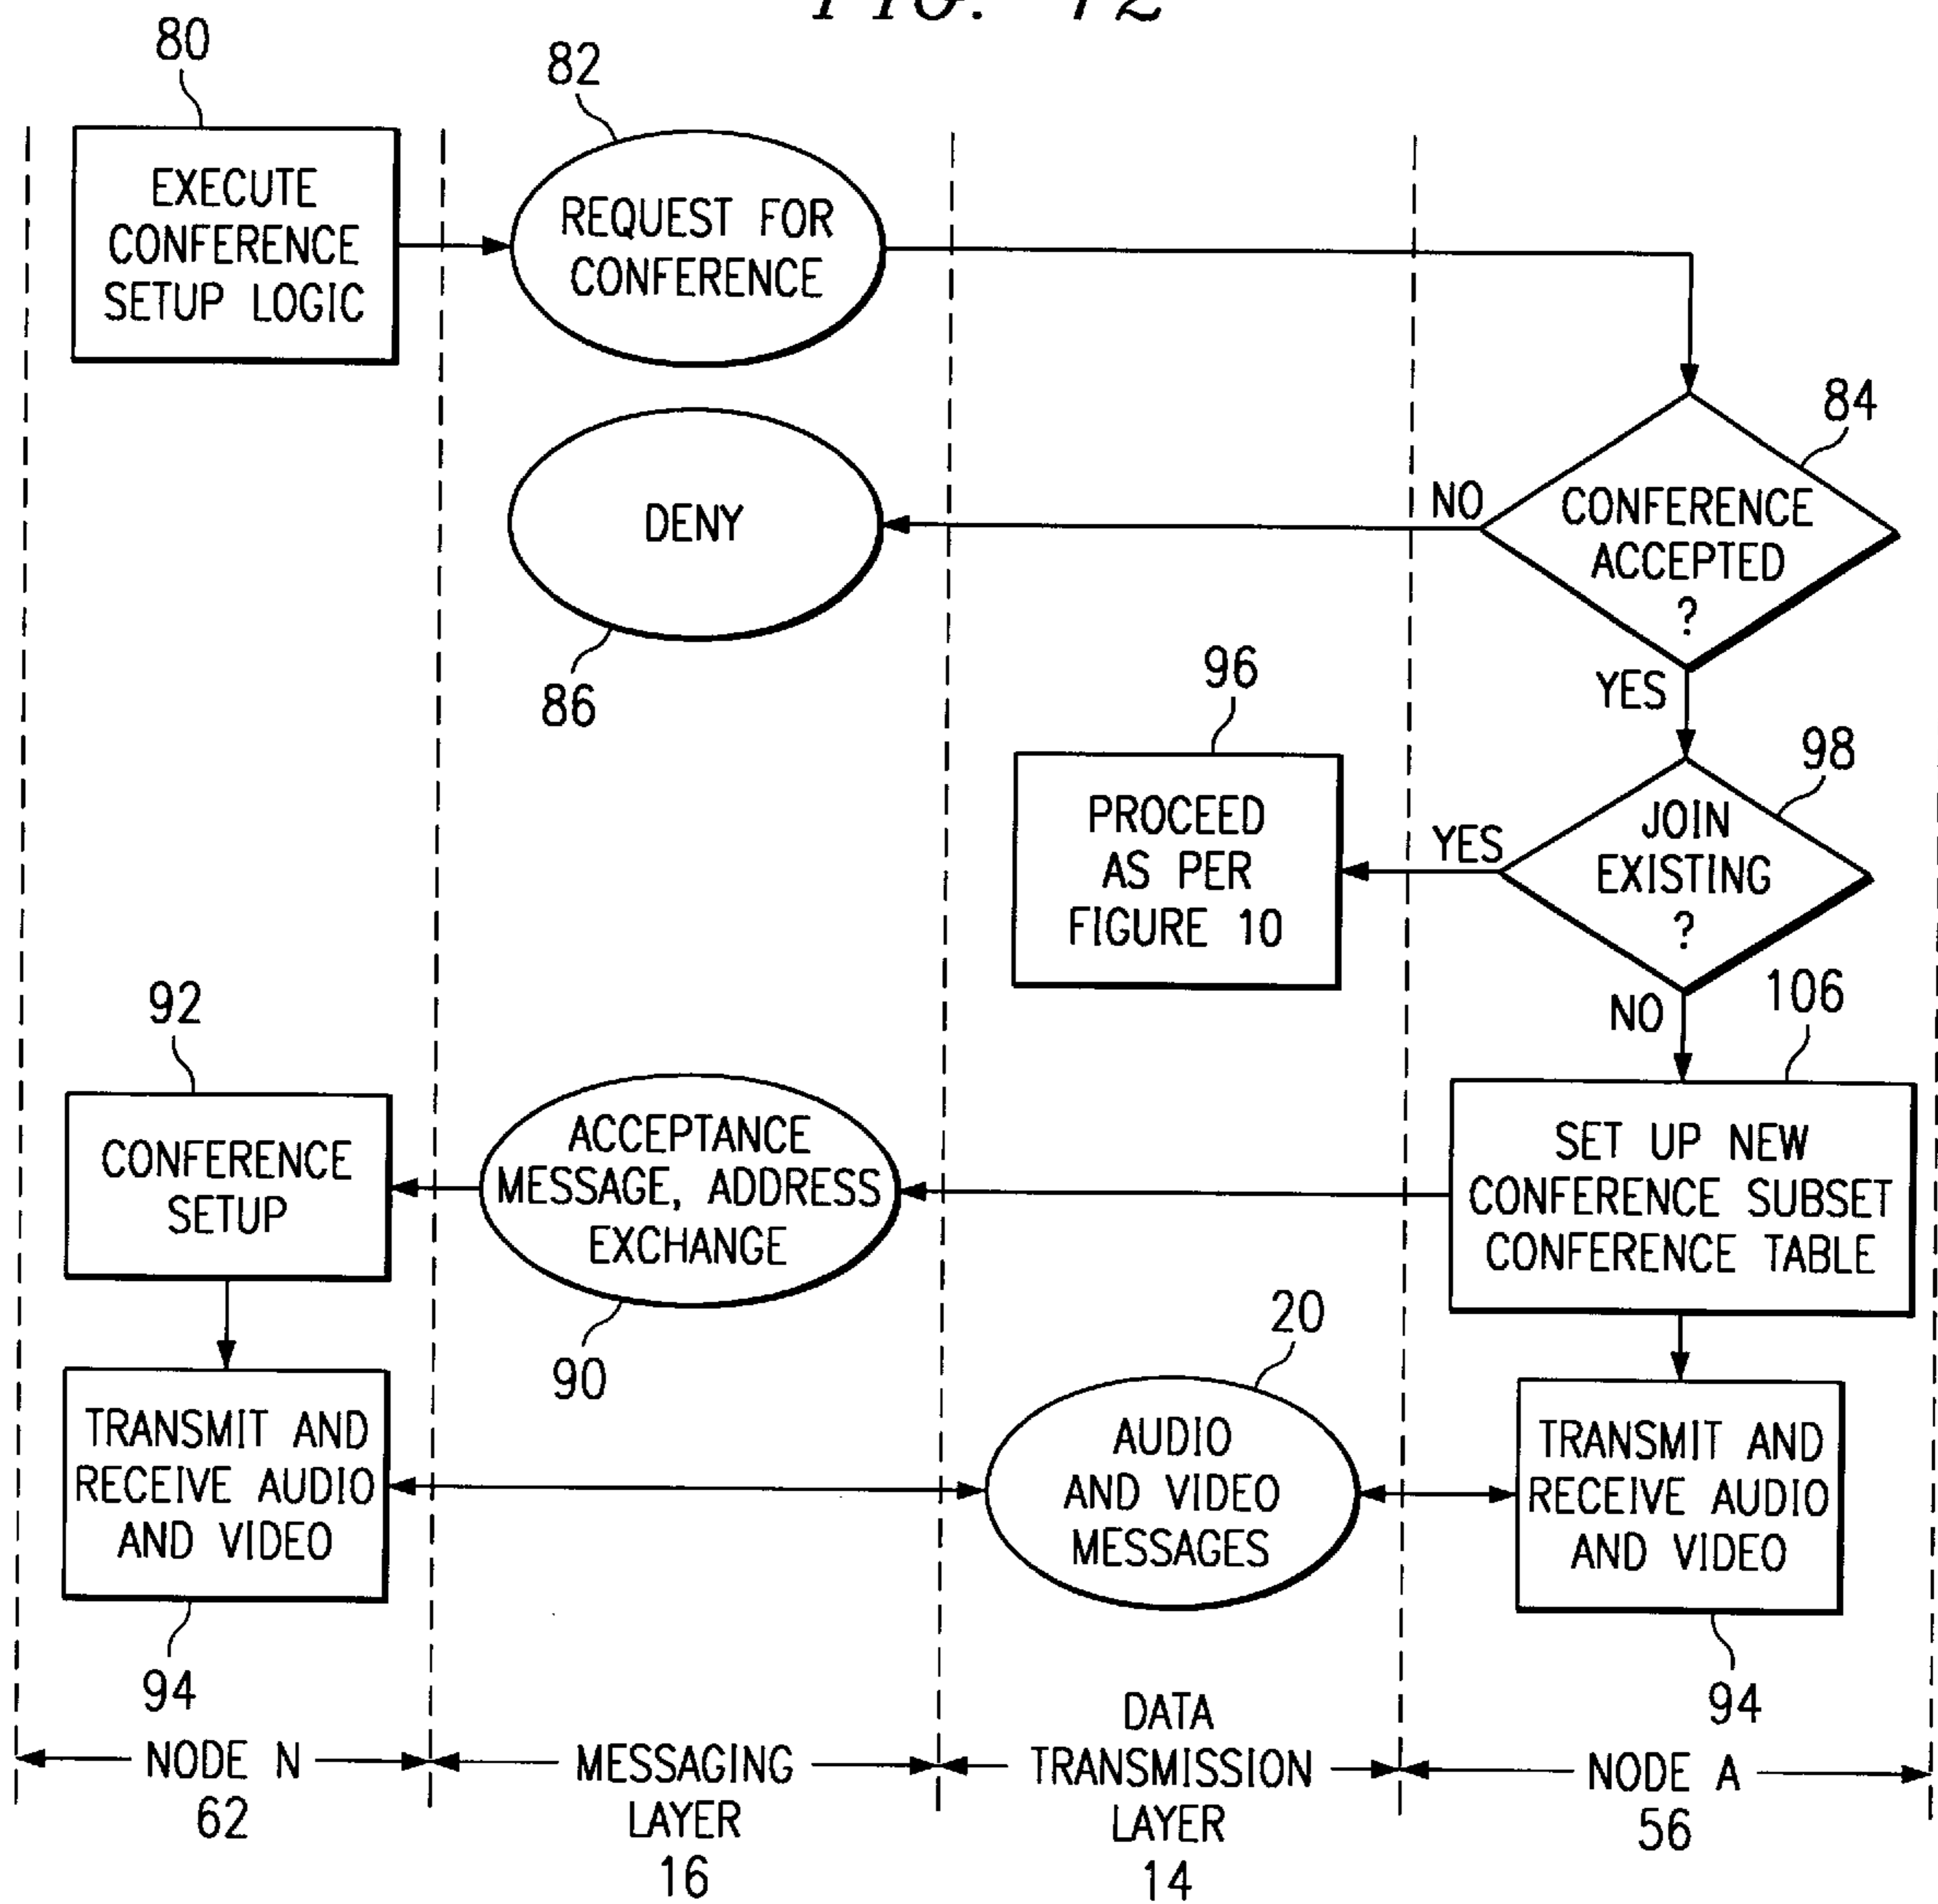 FIG. 12
80
EXECUTE
CONFERENCE
SETUP LOGIC
82
REQUEST FOR
CONFERENCE
84
CONFERENCE
ACCEPTED
?
NO
DENY
86
YES
98
JOIN
EXISTING
?
YES
96
PROCEED
AS PER
FIGURE 10
NO
106
SET UP NEW
CONFERENCE SUBSET
CONFERENCE TABLE
ACCEPTANCE
MESSAGE, ADDRESS
EXCHANGE
90
92
CONFERENCE
SETUP
TRANSMIT AND
RECEIVE AUDIO
AND VIDEO
94
20
AUDIO
AND VIDEO
MESSAGES
TRANSMIT AND
RECEIVE AUDIO
AND VIDEO
94
NODE N
62
MESSAGING
LAYER
16
DATA
TRANSMISSION
LAYER
14
NODE A
56